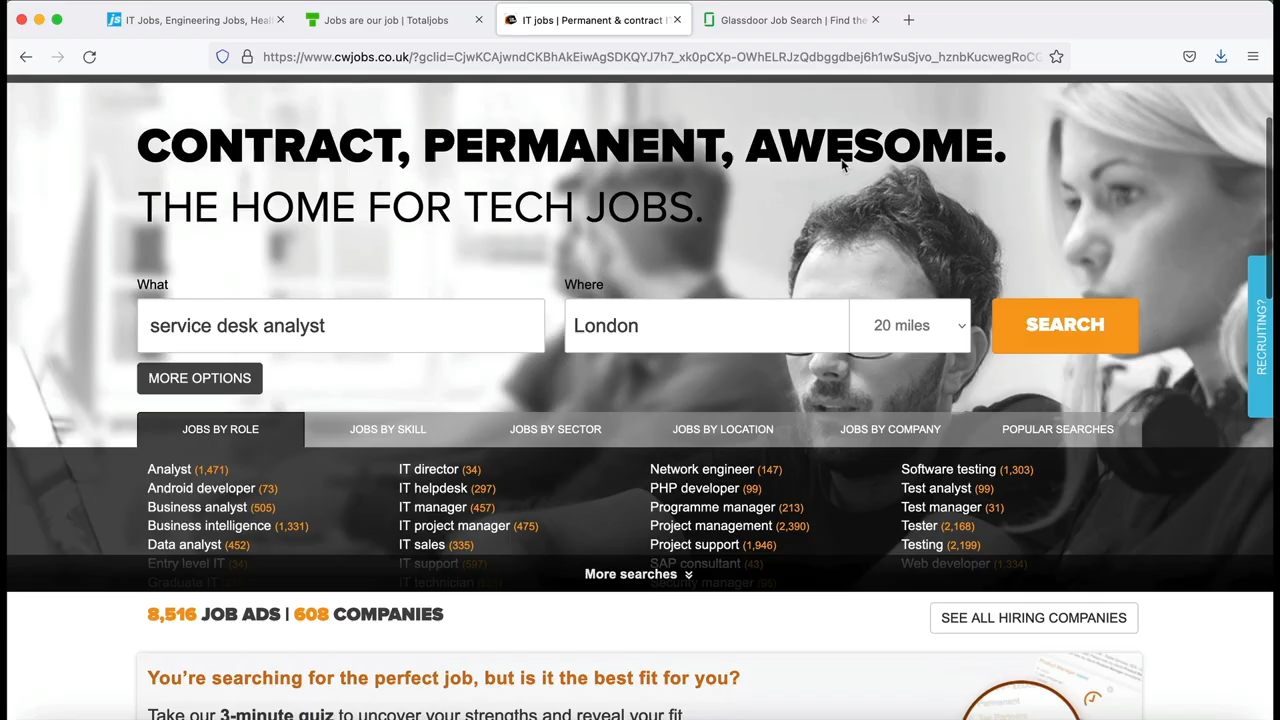 IT Jobs, Engineering Jobs, Heal
Jobs are our job | Totaljobs
IT jobs | Permanent & contract I
Glassdoor Job Search | Find the
https://www.cwjobs.co.uk/?gclid=CjwKCAjwndCKBhAkEiwAgSDKQYJ7h7_xk0pCXp-OWhELRJzQdbggdbej6h1wSuSjvo_hznbKucwegRoCC
CONTRACT, PERMANENT, AWESOME.
THE HOME FOR TECH JOBS.
What
Where
service desk analyst
London
20 miles
SEARCH
RECRUITING?
MORE OPTIONS
JOBS BY ROLE
JOBS BY SKILL
JOBS BY SECTOR
JOBS BY LOCATION
JOBS BY COMPANY
POPULAR SEARCHES
Analyst (1,471)
IT director (34)
Network engineer (147)
Software testing (1,303)
Android developer (73)
IT helpdesk (297)
PHP developer (99)
Test analyst (99)
Business analyst (505)
IT manager (457)
Programme manager (213)
Test manager (31)
Business intelligence (1,331)
IT project manager (475)
Project management (2,390)
Tester (2,168)
Data analyst (452)
IT sales (335)
Project support (1,946)
Testing (2,199)
Entry level IT (34)
IT support (597)
SAP consultant (43)
Web developer (1,334)
Graduate IT
IT technician
Security manager
More searches
8,516 JOB ADS | 608 COMPANIES
SEE ALL HIRING COMPANIES
You're searching for the perfect job, but is it the best fit for you?
Take our 3-minute quiz to uncover your strengths and reveal your fit